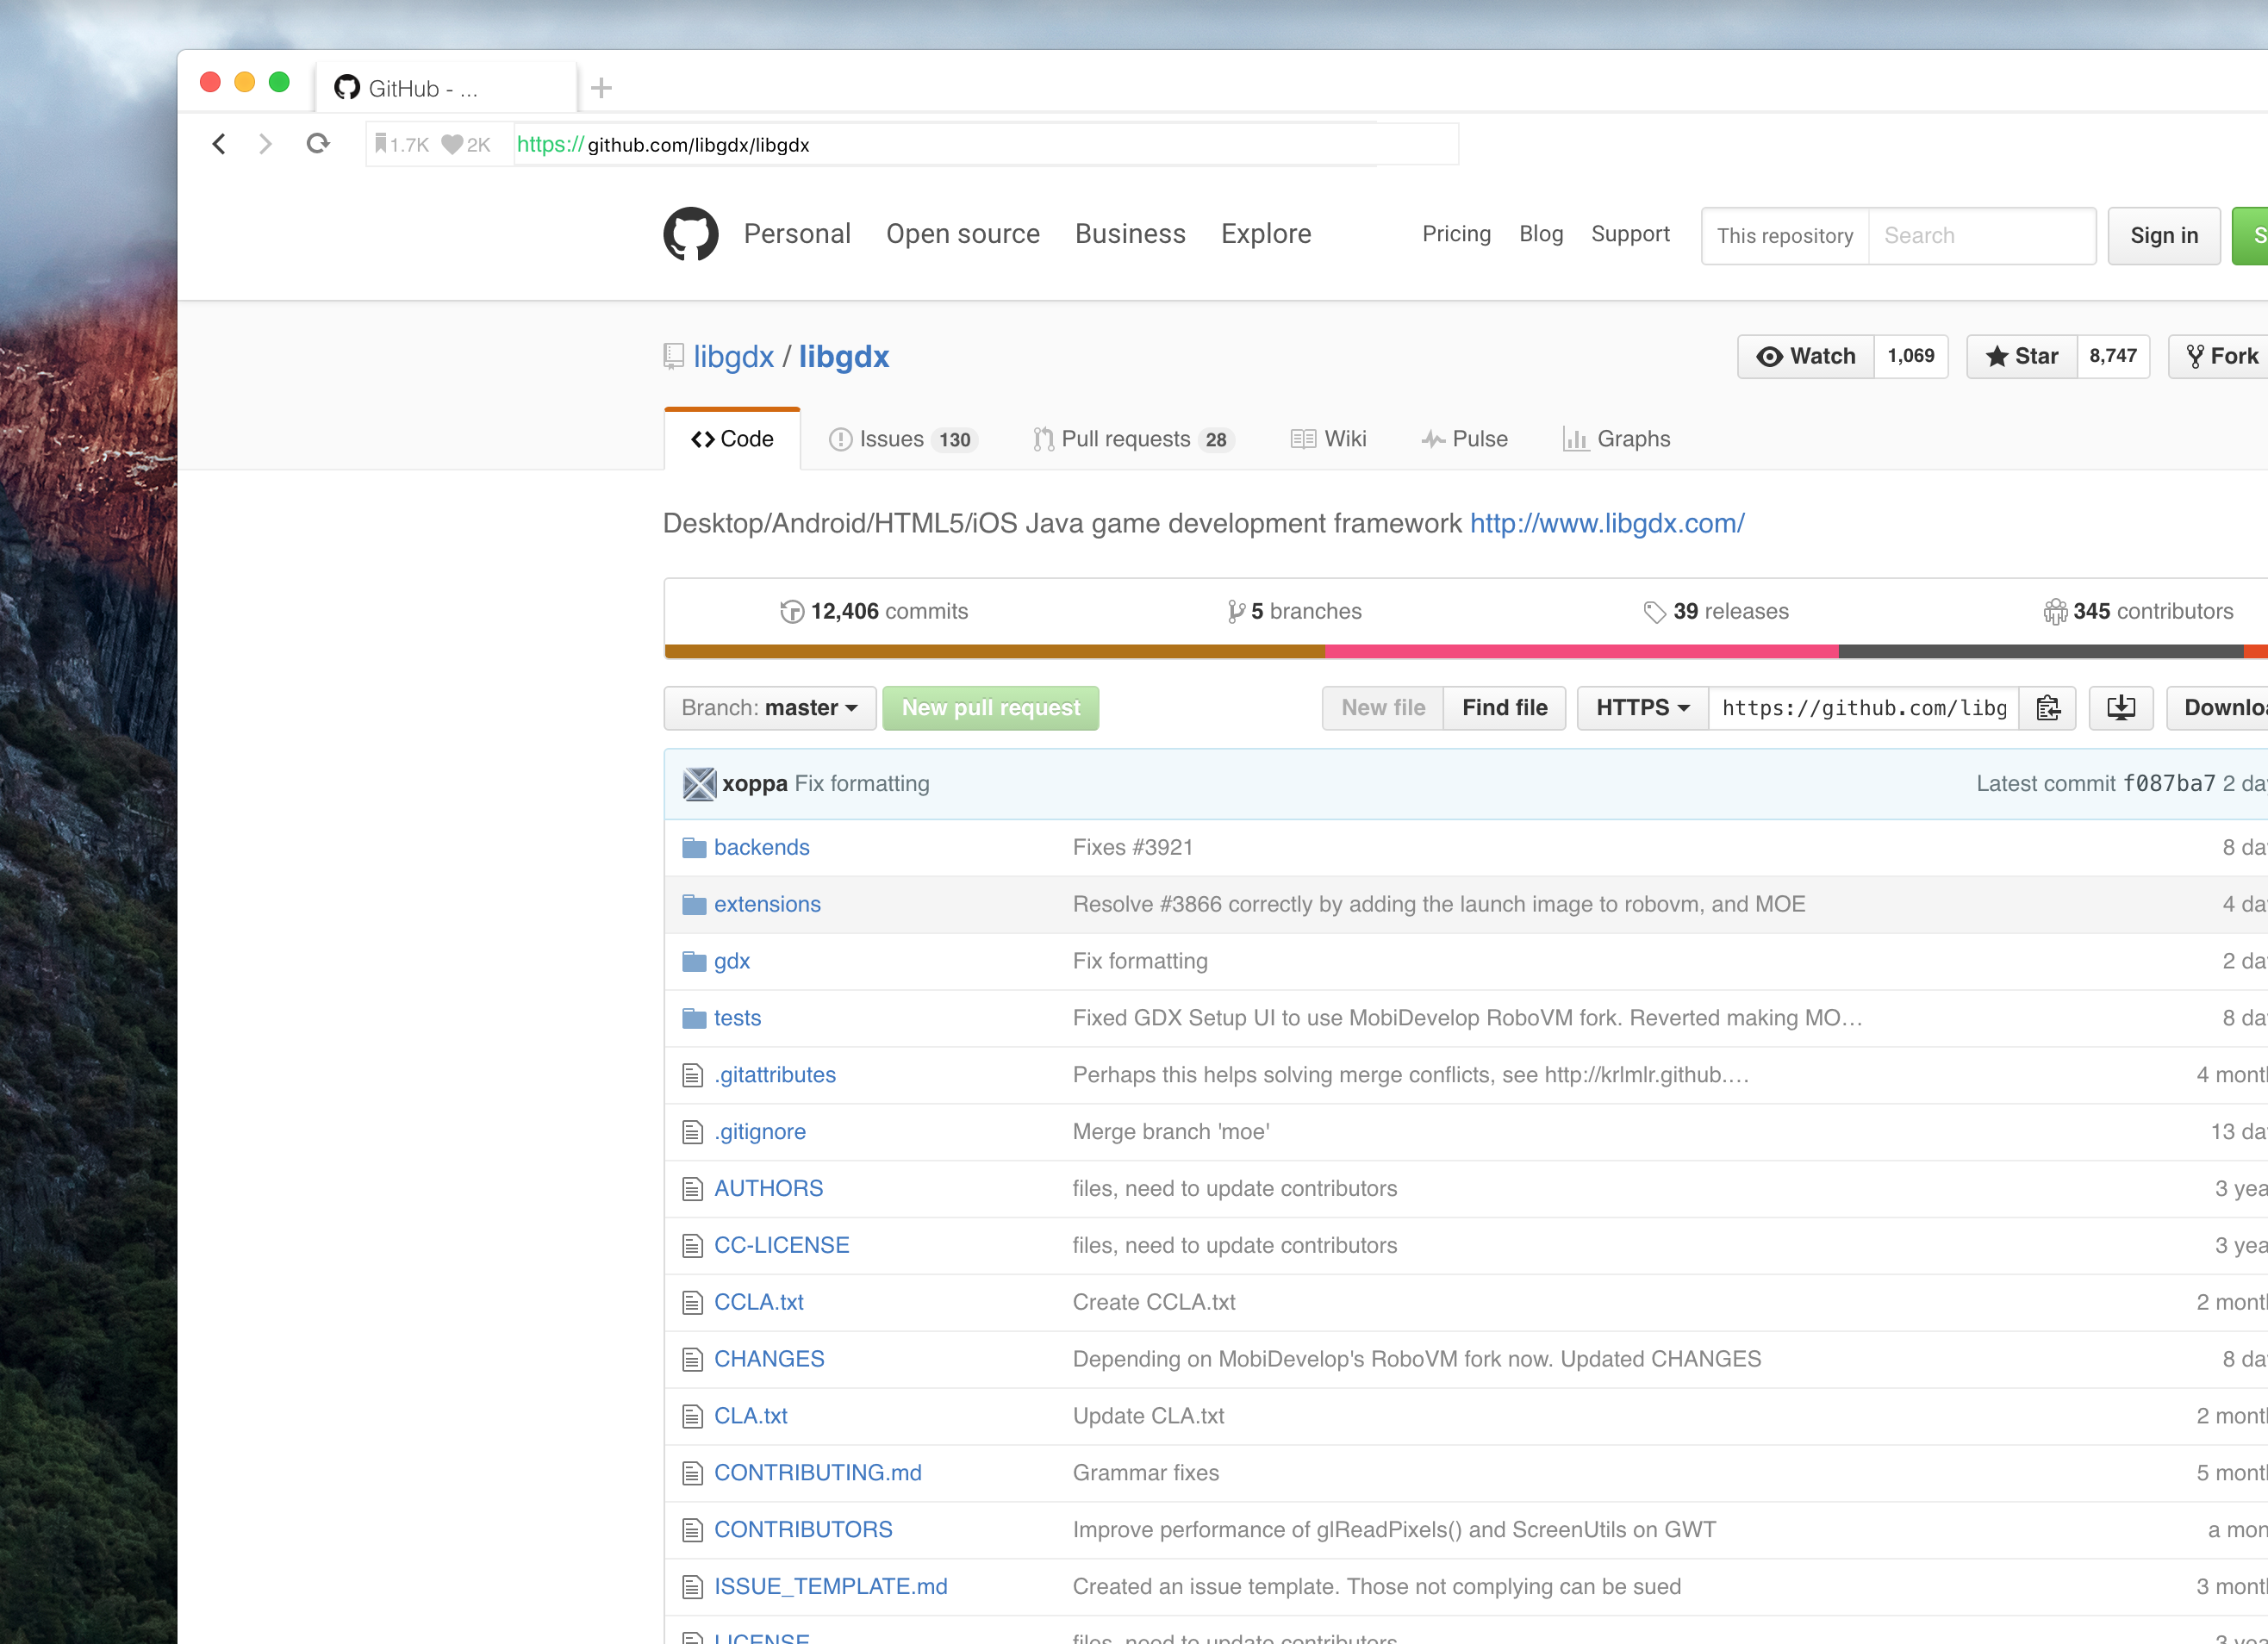 GitHub - ...
1.7K 2K https:// github.com/libgdx/libgdx
Personal Open source Business Explore Pricing Blog Support This repository Search Sign in S
libgdx / libgdx Watch 1,069 Star 8,747 Fork
Code Issues 130 Pull requests 28 Wiki Pulse Graphs
Desktop/Android/HTML5/iOS Java game development framework http://www.libgdx.com/
12,406 commits 5 branches 39 releases 345 contributors
Branch: master New pull request New file Find file HTTPS https://github.com/libg Downlo
xoppa Fix formatting Latest commit f087ba7 2 da
backends Fixes #3921 8 da
extensions Resolve #3866 correctly by adding the launch image to robovm, and MOE 4 da
gdx Fix formatting 2 da
tests Fixed GDX Setup UI to use MobiDevelop RoboVM fork. Reverted making MO… 8 da
.gitattributes Perhaps this helps solving merge conflicts, see http://krlmlr.github.… 4 mont
.gitignore Merge branch 'moe' 13 da
AUTHORS files, need to update contributors 3 yea
CC-LICENSE files, need to update contributors 3 yea
CCLA.txt Create CCLA.txt 2 mont
CHANGES Depending on MobiDevelop's RoboVM fork now. Updated CHANGES 8 da
CLA.txt Update CLA.txt 2 mont
CONTRIBUTING.md Grammar fixes 5 mont
CONTRIBUTORS Improve performance of glReadPixels() and ScreenUtils on GWT a mon
ISSUE_TEMPLATE.md Created an issue template. Those not complying can be sued 3 mont
LICENSE files, need to update contributors 3 yea